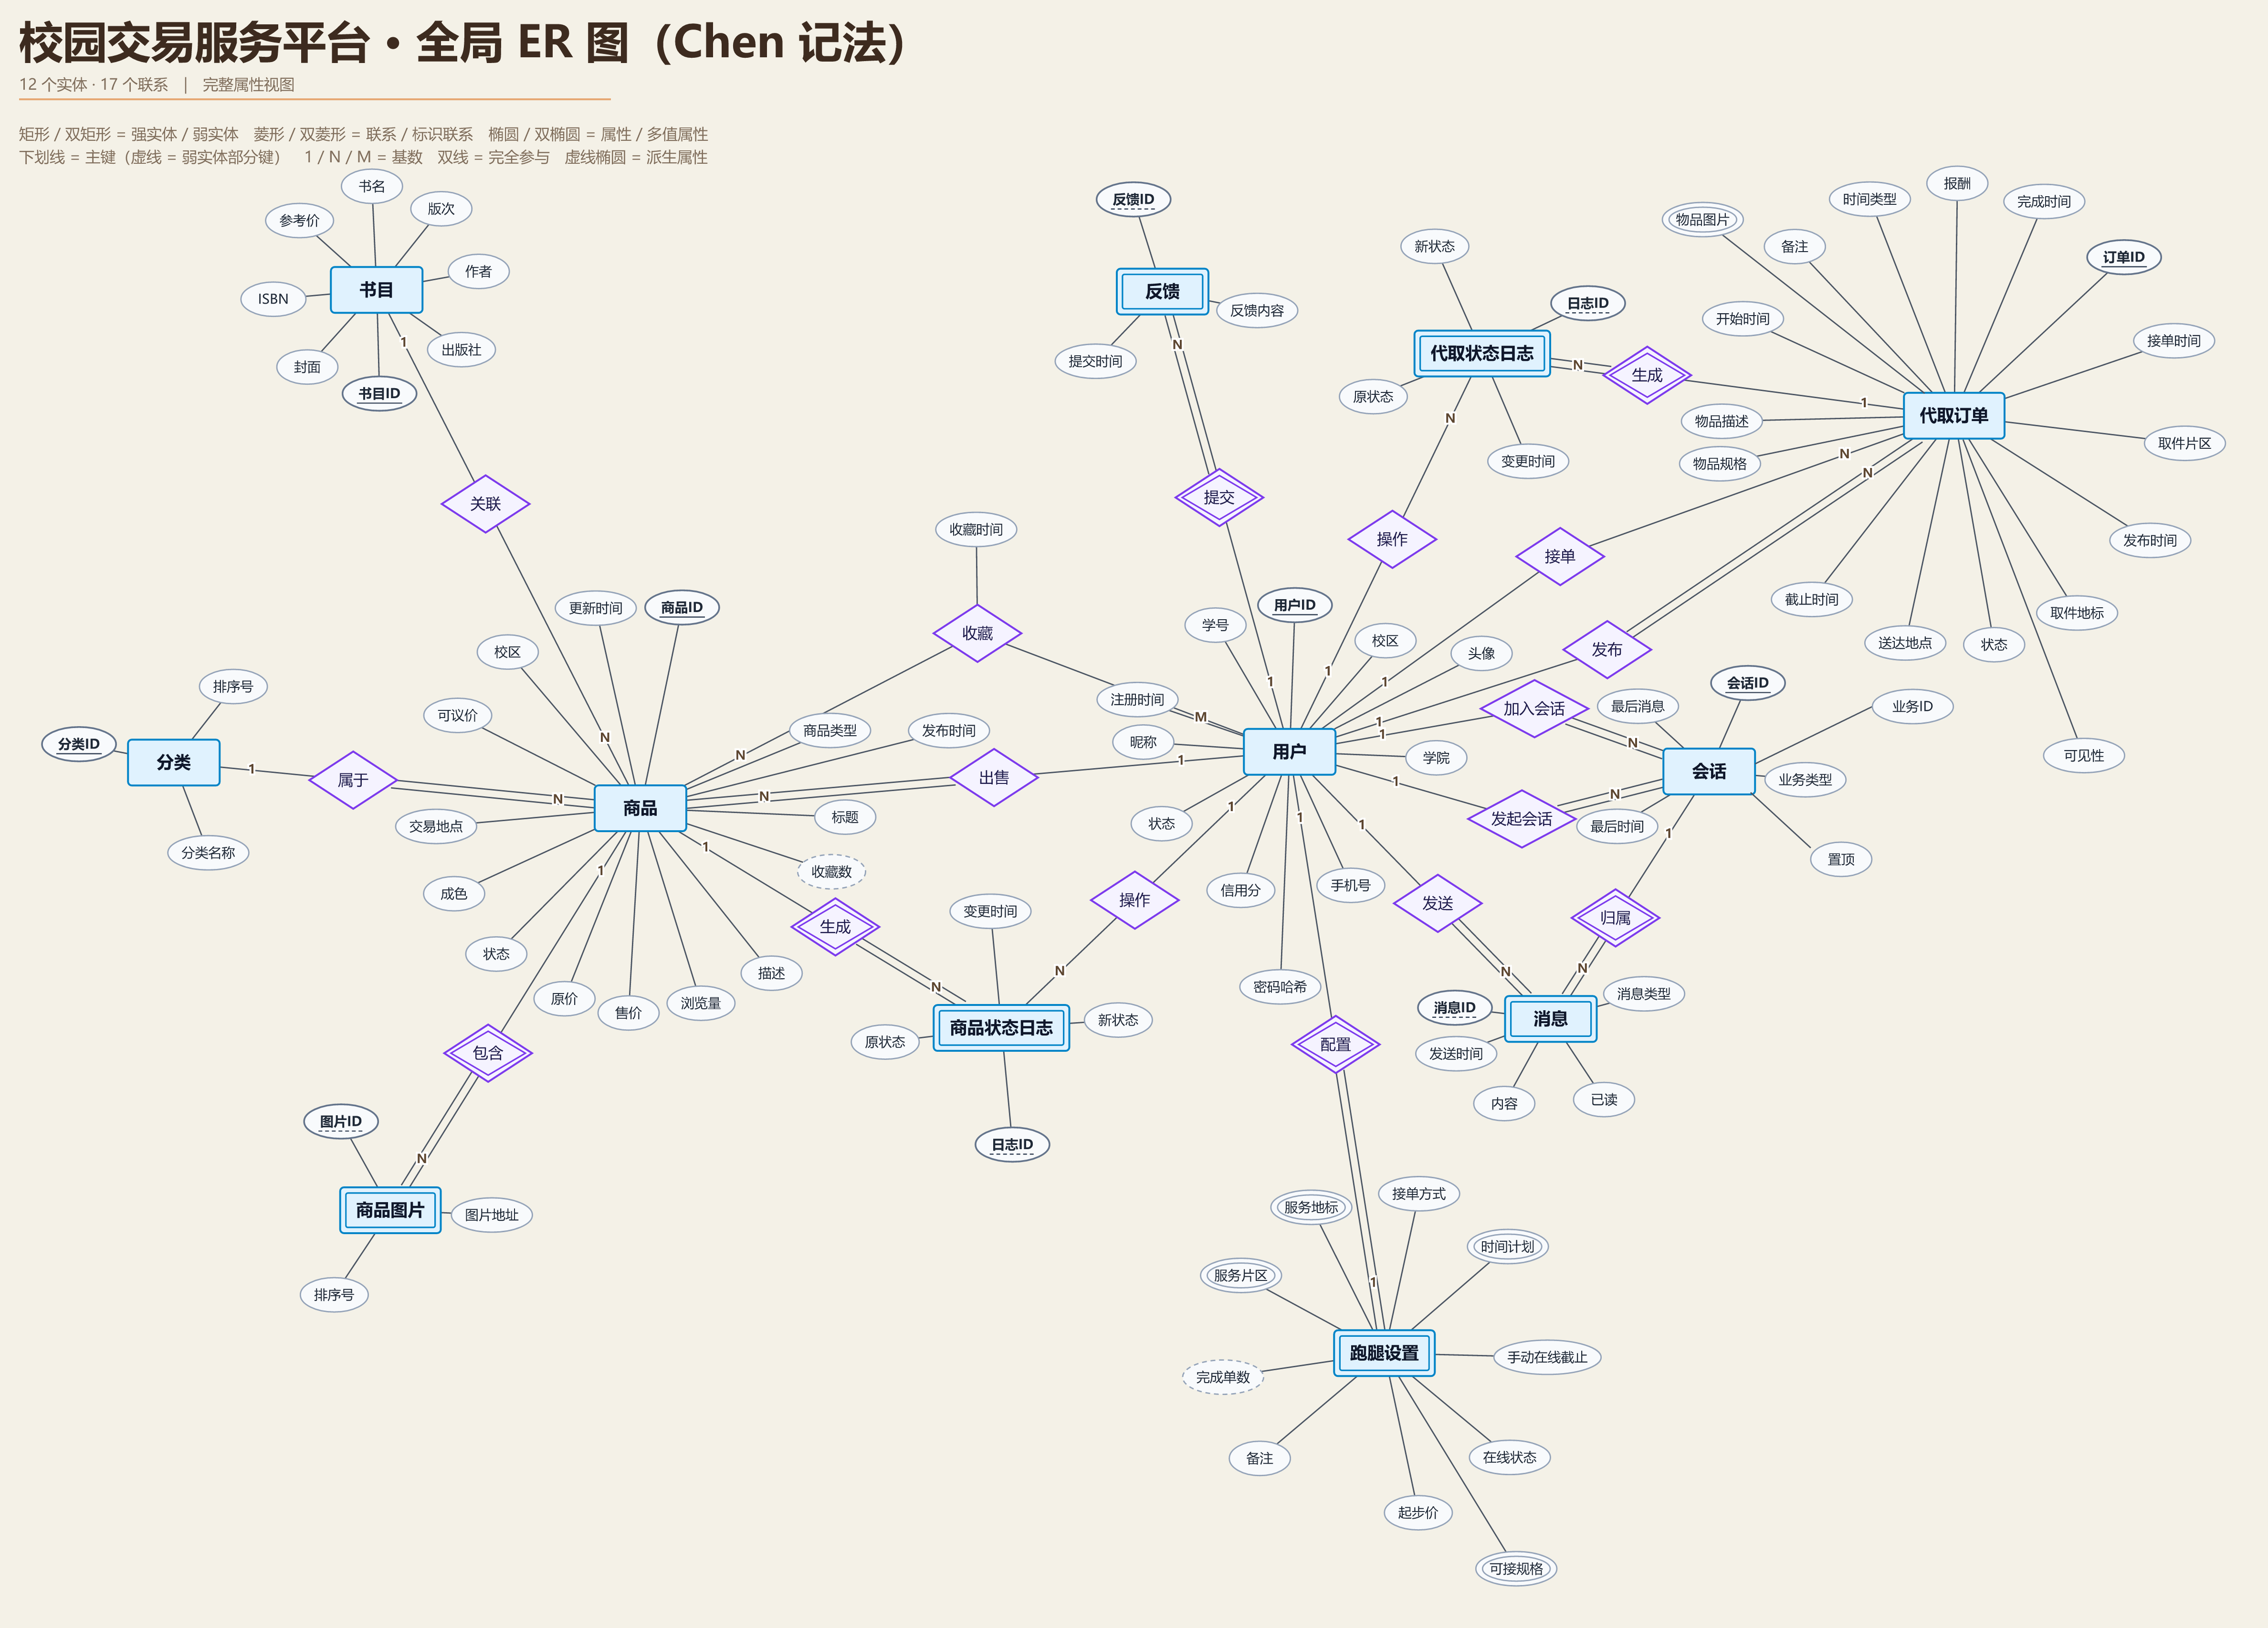 校园交易服务平台 · 全局 ER 图（Chen 记法）
12 个实体 · 17 个联系 | 完整属性视图
矩形 / 双矩形 = 强实体 / 弱实体 菱形 / 双菱形 = 联系 / 标识联系 椭圆 / 双椭圆 = 属性 / 多值属性
下划线 = 主键（虚线 = 弱实体部分键） 1 / N / M = 基数 双线 = 完全参与 虚线椭圆 = 派生属性
书名
参考价
版次
作者
书目
ISBN
封面
出版社
书目ID
1
关联
N
反馈ID
反馈
反馈内容
提交时间
N
提交
1
新状态
日志ID
代取状态日志
原状态
变更时间
N
生成
1
N
操作
1
物品图片
时间类型
报酬
完成时间
备注
订单ID
开始时间
接单时间
代取订单
物品描述
物品规格
取件片区
发布时间
截止时间
送达地点
状态
取件地标
可见性
N
接单
1
N
发布
1
收藏时间
收藏
N
M
更新时间
商品ID
校区
可议价
商品类型
发布时间
商品
交易地点
标题
收藏数
成色
状态
原价
售价
浏览量
描述
排序号
分类ID
分类
分类名称
1
属于
N
N
出售
1
学号
用户ID
校区
头像
注册时间
昵称
用户
学院
状态
信用分
手机号
密码哈希
1
加入会话
N
1
发起会话
N
会话ID
最后消息
业务ID
会话
业务类型
最后时间
置顶
1
生成
N
变更时间
商品状态日志
原状态
新状态
日志ID
1
操作
N
1
发送
N
1
归属
N
消息ID
消息
消息类型
发送时间
内容
已读
1
包含
N
图片ID
商品图片
图片地址
排序号
1
配置
1
服务地标
接单方式
时间计划
服务片区
跑腿设置
手动在线截止
完成单数
备注
在线状态
起步价
可接规格